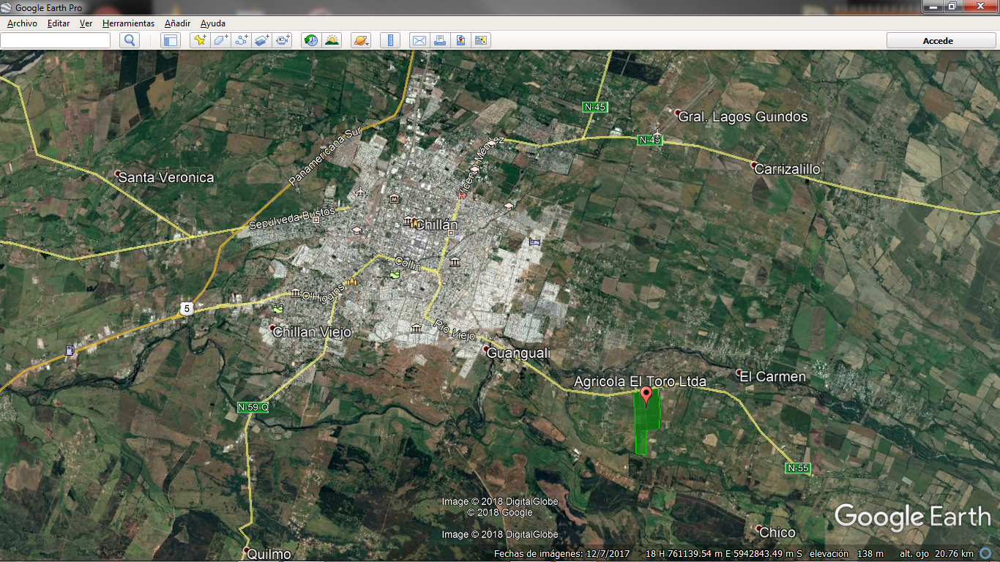 Google Earth Pro
Archivo Editar Ver Herramientas Añadir Ayuda
Accede
N-45
Gral. Lagos Guindos
N-49
Vicente Méndez
Panamericana Sur
Carrizalillo
Santa Veronica
Sepúlveda Bustos
Chillán
Collin
O'Higgins
5
Chillan Viejo
Río Viejo
Guanguali
El Carmen
Agricola El Toro Ltda
N-59-Q
N-55
Image © 2018 DigitalGlobe
© 2018 Google
Image © 2018 DigitalGlobe
Google Earth
Chico
Quilmo
Fechas de imágenes: 12/7/2017 18 H 761139.54 m E 5942843.49 m S elevación 138 m alt. ojo 20.76 km